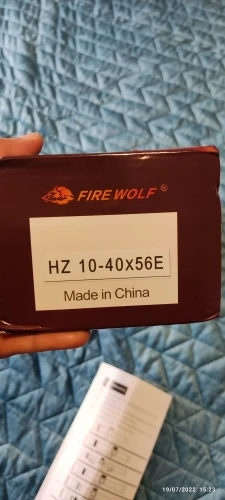 FIRE WOLF ®
HZ 10-40x56E
Made in China
19/07/2022 15:23